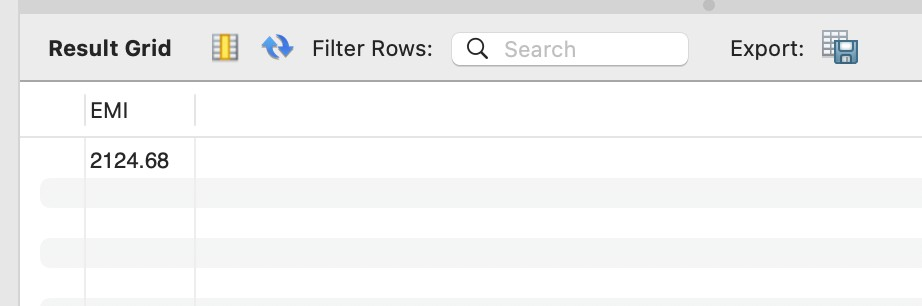 Result Grid Filter Rows: Search Export:
EMI
2124.68